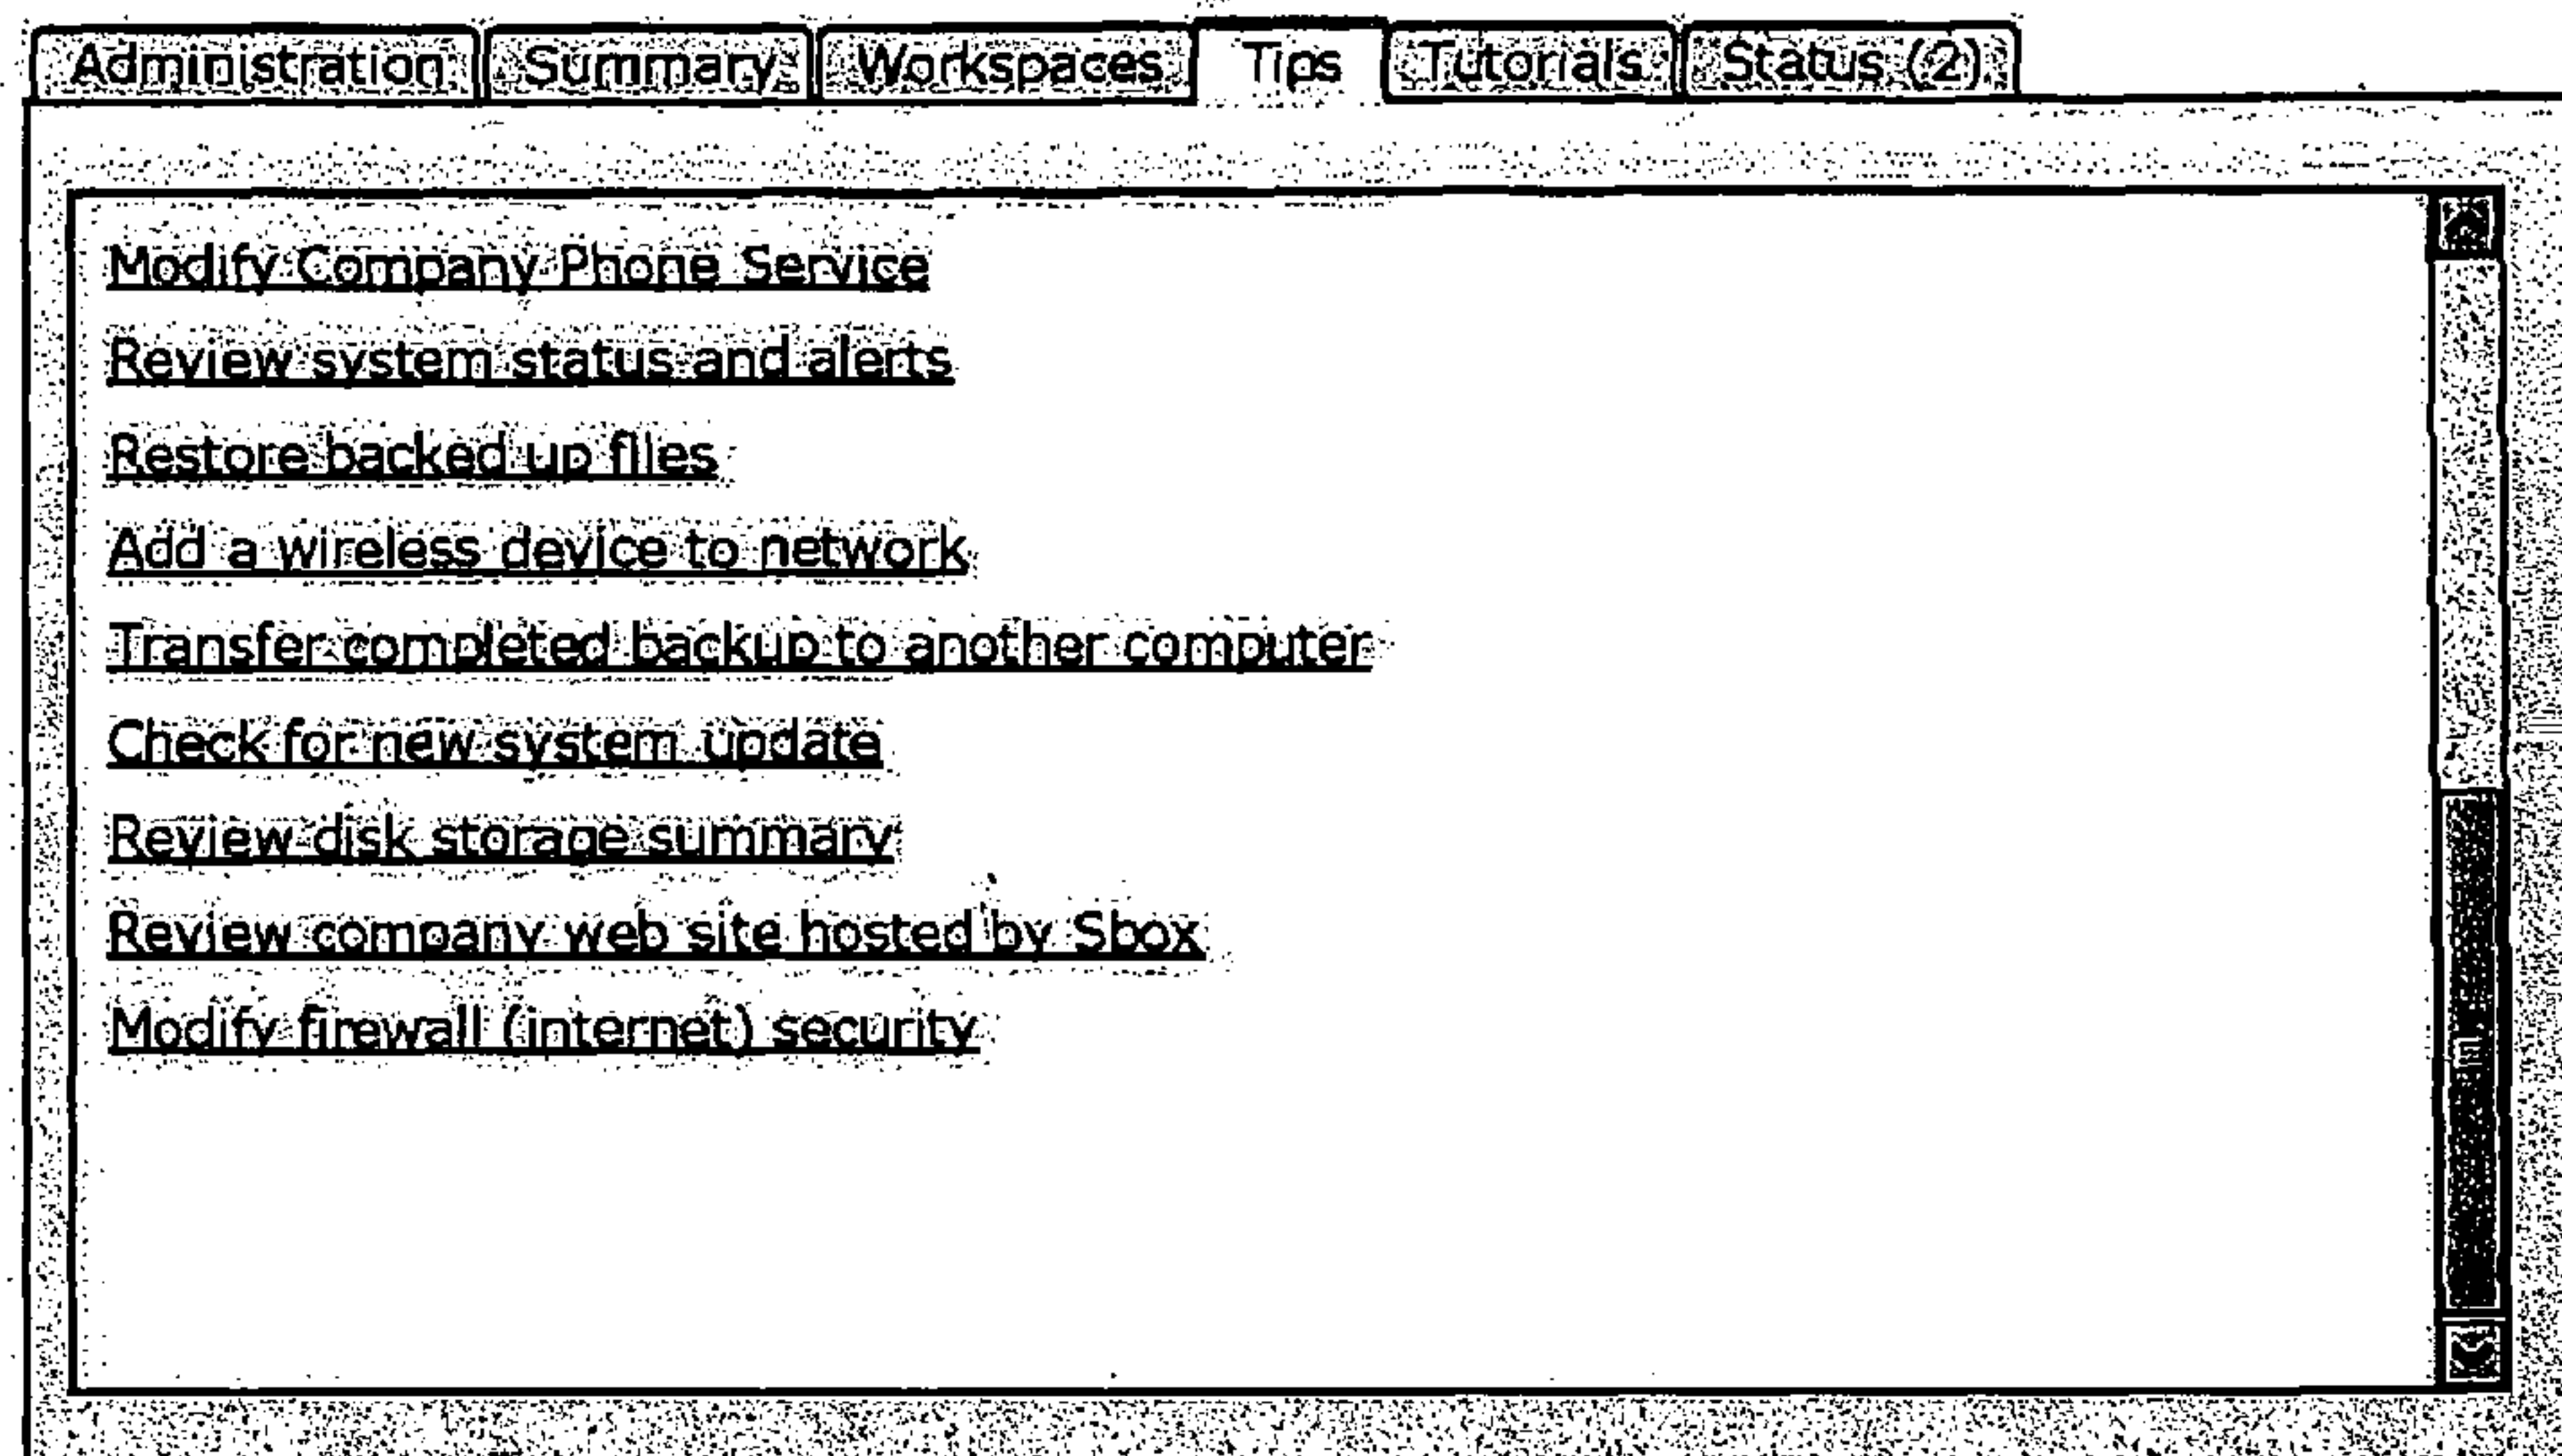 Administration Summary Workspaces Tips Tutorials Status (2)
Modify Company Phone Service
Review system status and alerts
Restore backed up files
Add a wireless device to network
Transfer completed backup to another computer
Check for new system update
Review disk storage summary
Review company web site hosted by Sbox
Modify firewall (internet) security